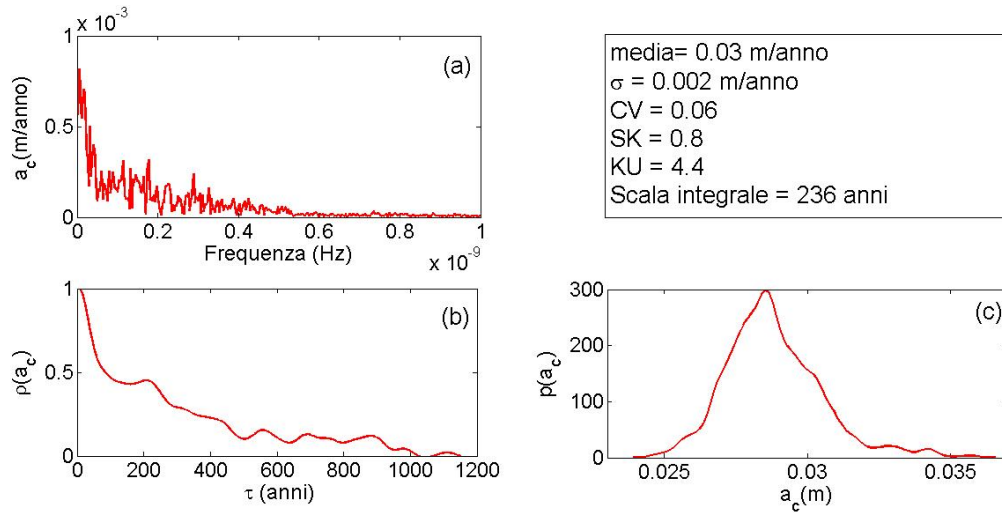 x 10^-3
1
0.5
0
a_c(m/anno)
(a)
0 0.2 0.4 0.6 0.8 1
Frequenza (Hz)
x 10^-9
media= 0.03 m/anno
σ = 0.002 m/anno
CV = 0.06
SK = 0.8
KU = 4.4
Scala integrale = 236 anni
1
0.5
0
ρ(a_c)
(b)
0 200 400 600 800 1000 1200
τ (anni)
300
200
100
0
p(a_c)
(c)
0.025 0.03 0.035
a_c(m)